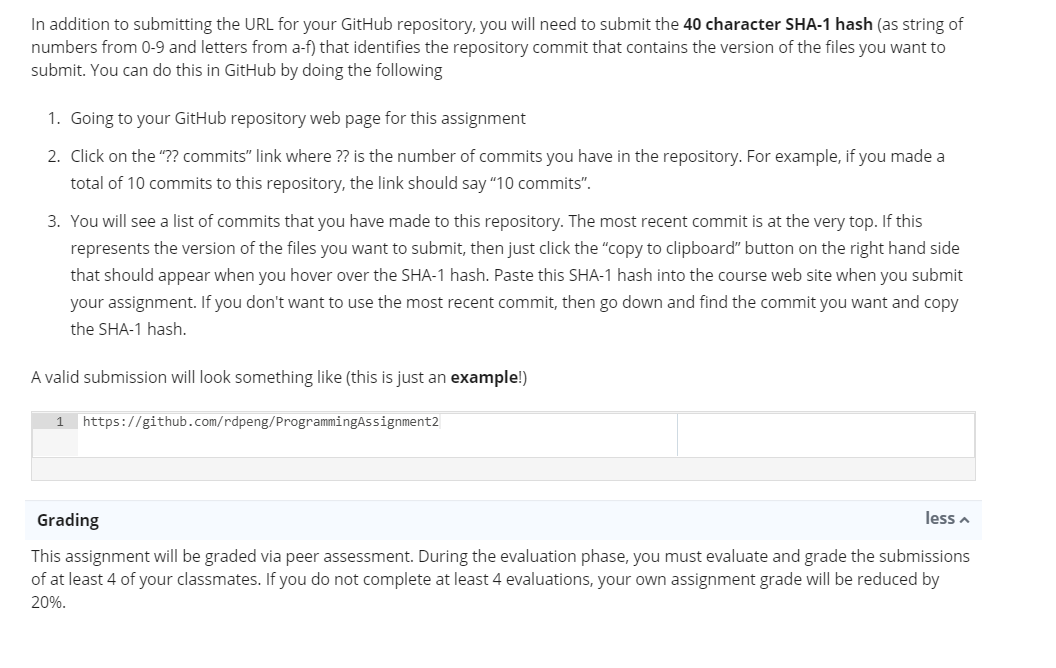 In addition to submitting the URL for your GitHub repository, you will need to submit the 40 character SHA-1 hash (as string of
numbers from 0-9 and letters from a-f) that identifies the repository commit that contains the version of the files you want to
submit. You can do this in GitHub by doing the following
1. Going to your GitHub repository web page for this assignment
2. Click on the “?? commits” link where ?? is the number of commits you have in the repository. For example, if you made a
total of 10 commits to this repository, the link should say “10 commits”.
3. You will see a list of commits that you have made to this repository. The most recent commit is at the very top. If this
represents the version of the files you want to submit, then just click the “copy to clipboard” button on the right hand side
that should appear when you hover over the SHA-1 hash. Paste this SHA-1 hash into the course web site when you submit
your assignment. If you don't want to use the most recent commit, then go down and find the commit you want and copy
the SHA-1 hash.
A valid submission will look something like (this is just an example!)
1 https://github.com/rdpeng/ProgrammingAssignment2
Grading less
This assignment will be graded via peer assessment. During the evaluation phase, you must evaluate and grade the submissions
of at least 4 of your classmates. If you do not complete at least 4 evaluations, your own assignment grade will be reduced by
20%.